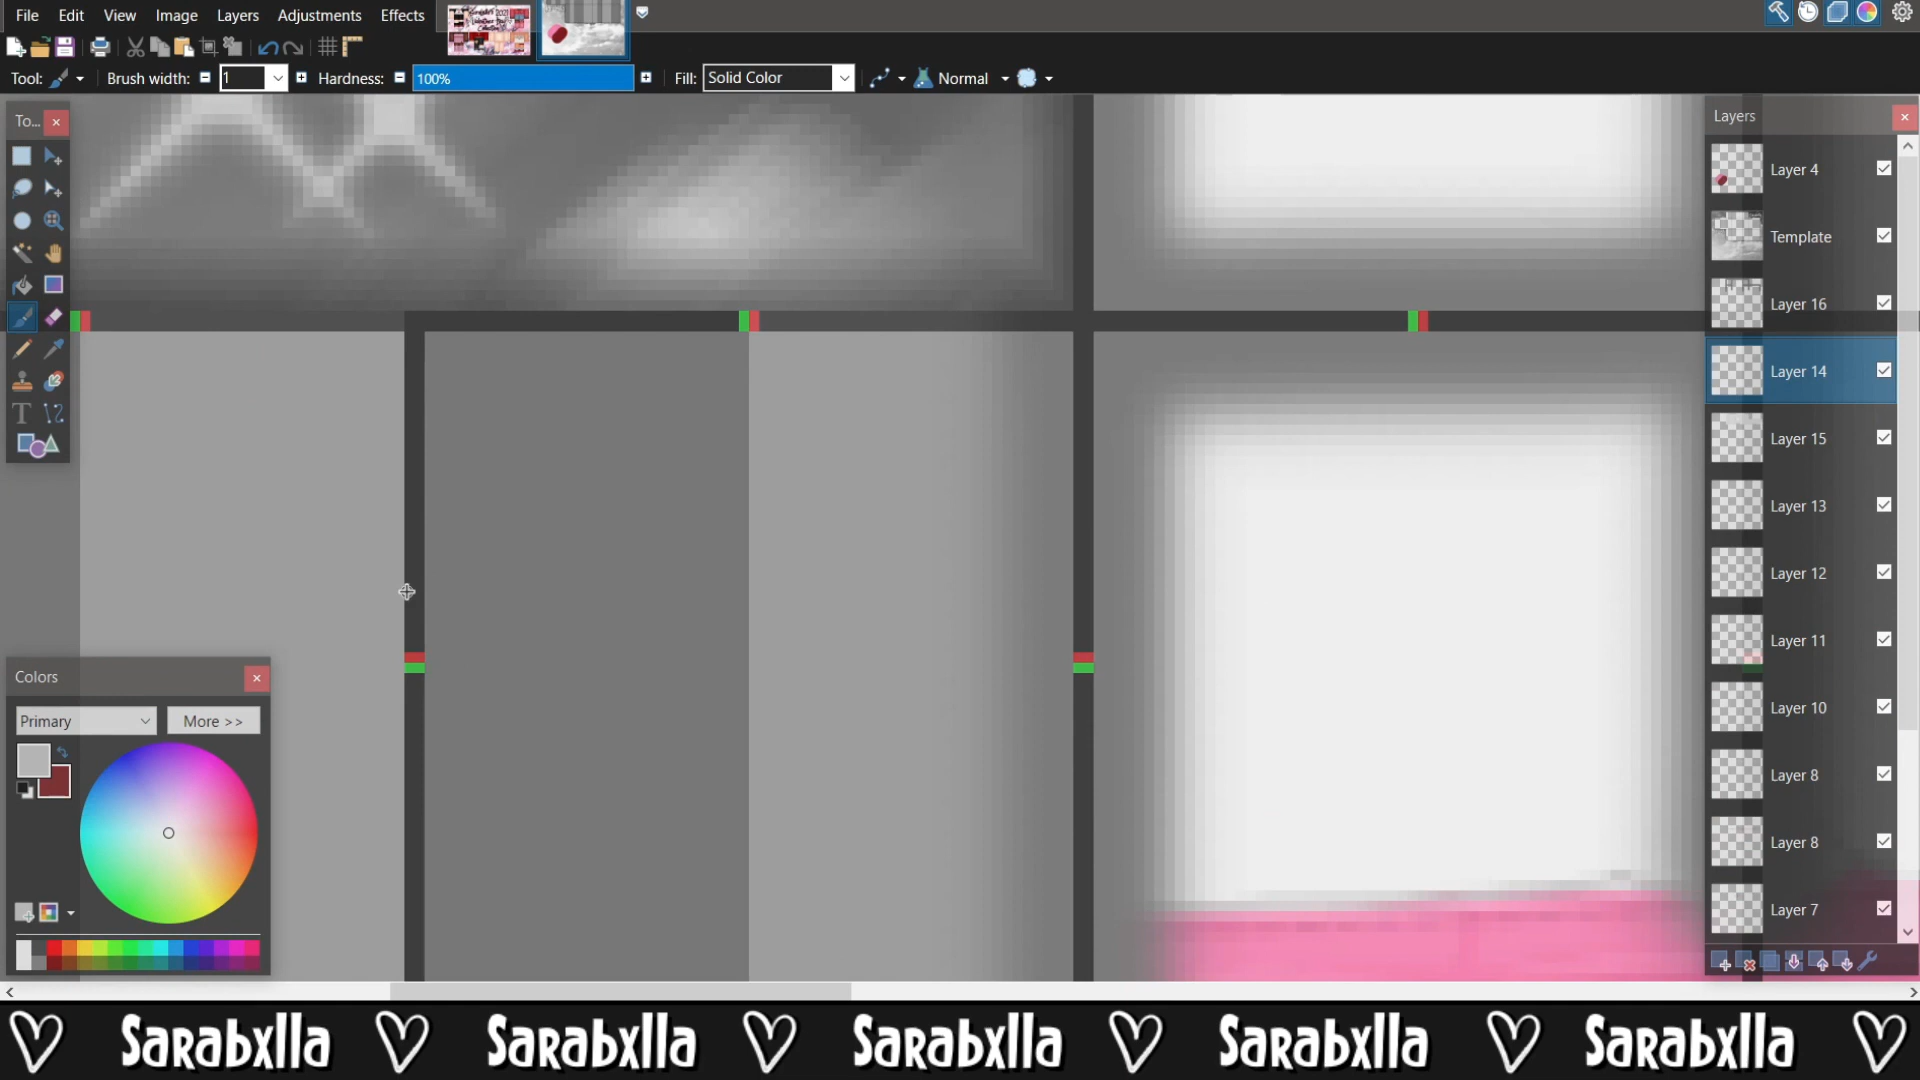 File Edit View Image Layers Adjustments Effects
Tool: Brush width: 1 Hardness: 100% Fill: Solid Color Normal
To...
Layers
Layer 4
Template
Layer 16
Layer 14
Layer 15
Layer 13
Layer 12
Layer 11
Layer 10
Layer 8
Layer 8
Layer 7
Colors
Primary More >>
Sarabxlla Sarabxlla Sarabxlla Sarabxlla Sarabxlla